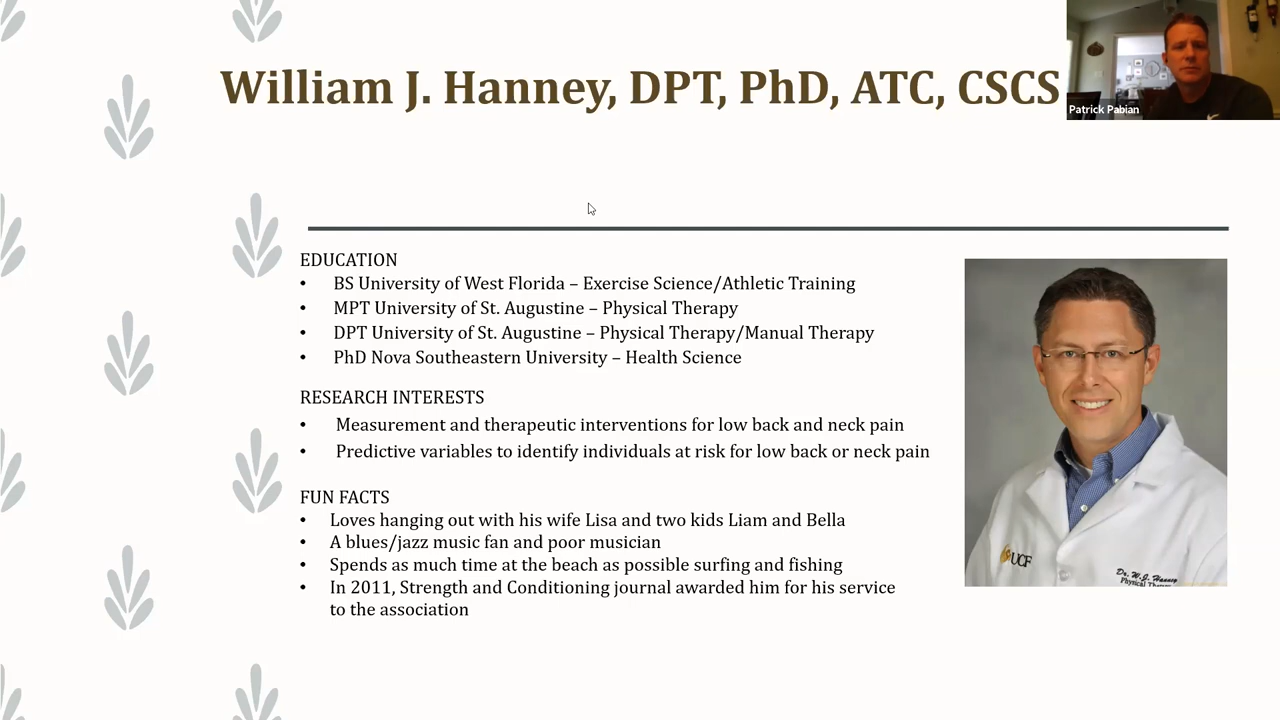 William J. Hanney, DPT, PhD, ATC, CSCS
Patrick Pabian
EDUCATION
• BS University of West Florida – Exercise Science/Athletic Training
• MPT University of St. Augustine – Physical Therapy
• DPT University of St. Augustine – Physical Therapy/Manual Therapy
• PhD Nova Southeastern University – Health Science
RESEARCH INTERESTS
• Measurement and therapeutic interventions for low back and neck pain
• Predictive variables to identify individuals at risk for low back or neck pain
FUN FACTS
• Loves hanging out with his wife Lisa and two kids Liam and Bella
• A blues/jazz music fan and poor musician
• Spends as much time at the beach as possible surfing and fishing
• In 2011, Strength and Conditioning journal awarded him for his service
to the association
UCF
Dr. W.J. Hanney
Physical